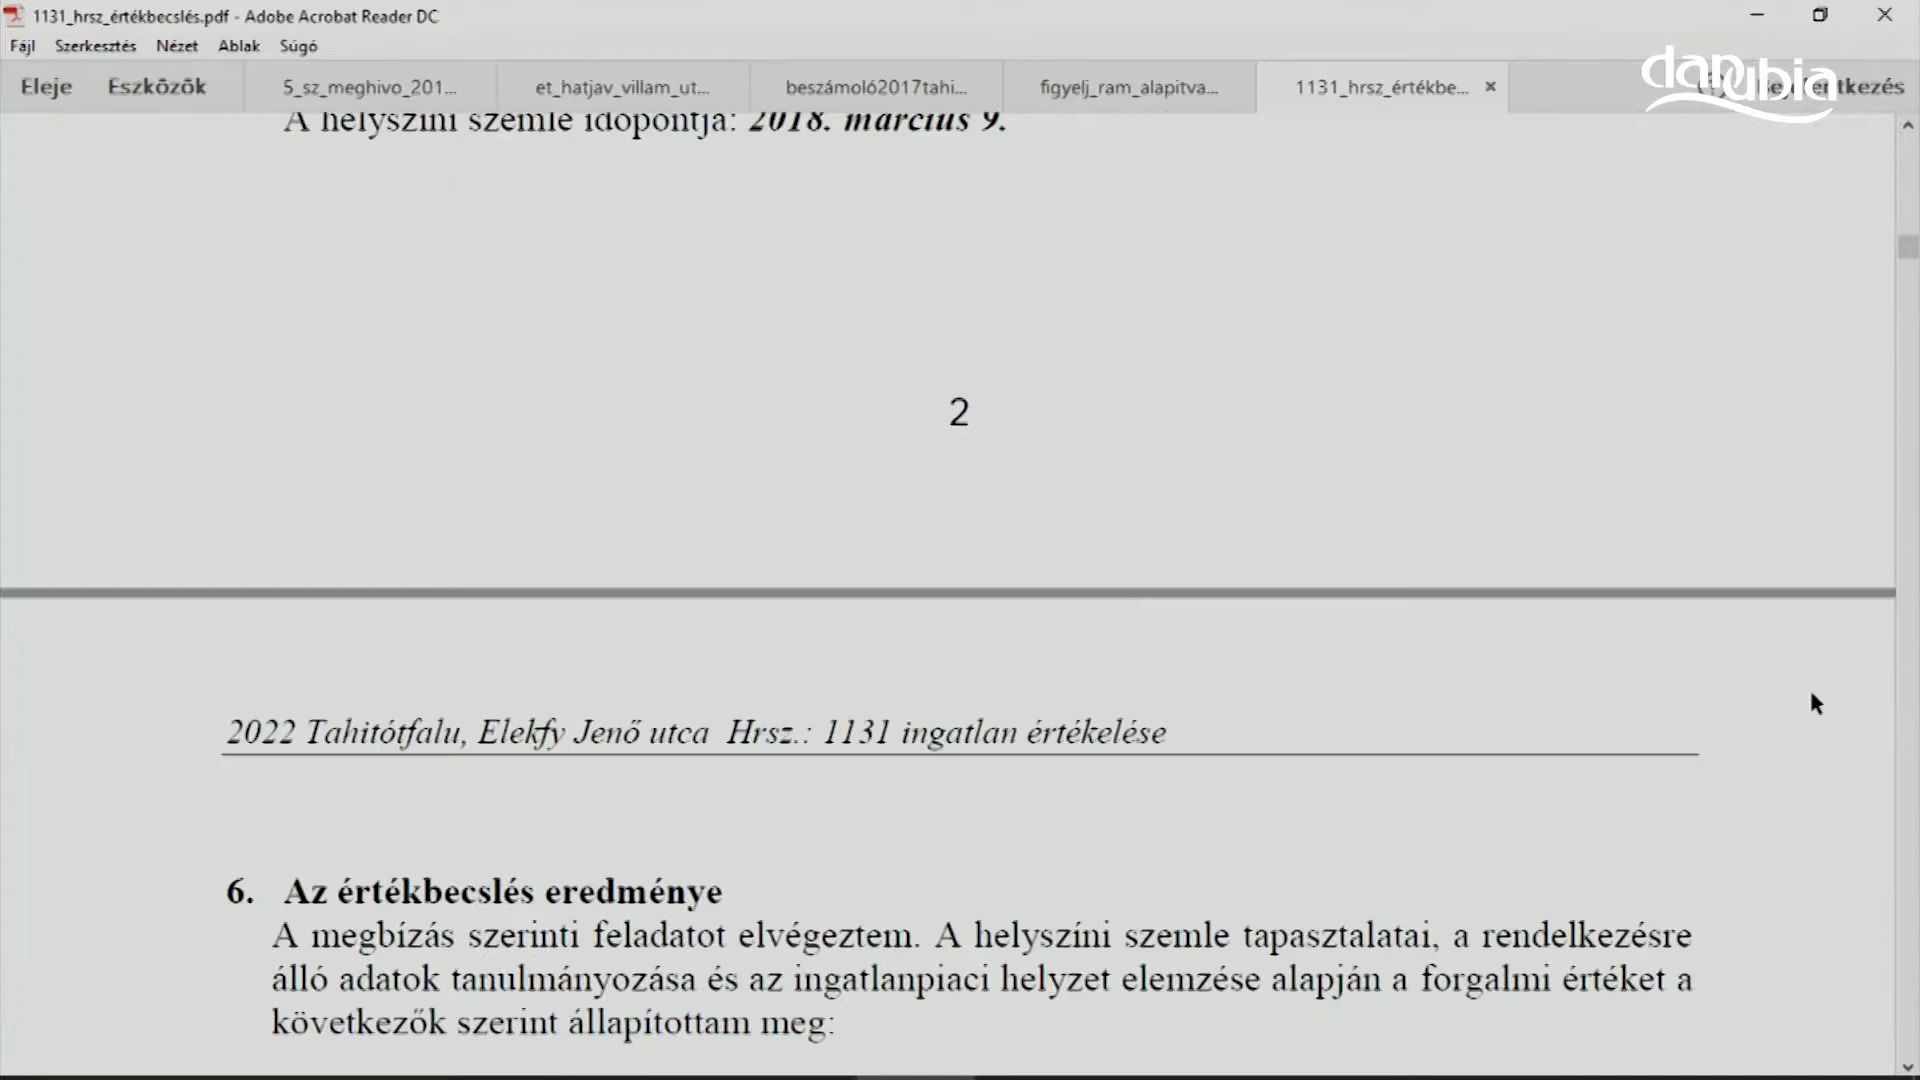 1131_hrsz_értékbecslés.pdf - Adobe Acrobat Reader DC
Fájl Szerkesztés Nézet Ablak Súgó
Eleje Eszközök 5_sz_meghivo_201... et_hatjav_villam_ut... beszámoló2017tahi... figyelj_ram_alapitva... 1131_hrsz_értékbe... ×
danubia
A helyszíni szemle időpontja: 2018. március 9.
2
2022 Tahitótfalu, Elekfy Jenő utca Hrsz.: 1131 ingatlan értékelése
6. Az értékbecslés eredménye
A megbízás szerinti feladatot elvégeztem. A helyszíni szemle tapasztalatai, a rendelkezésre
álló adatok tanulmányozása és az ingatlanpiaci helyzet elemzése alapján a forgalmi értéket a
következők szerint állapítottam meg: